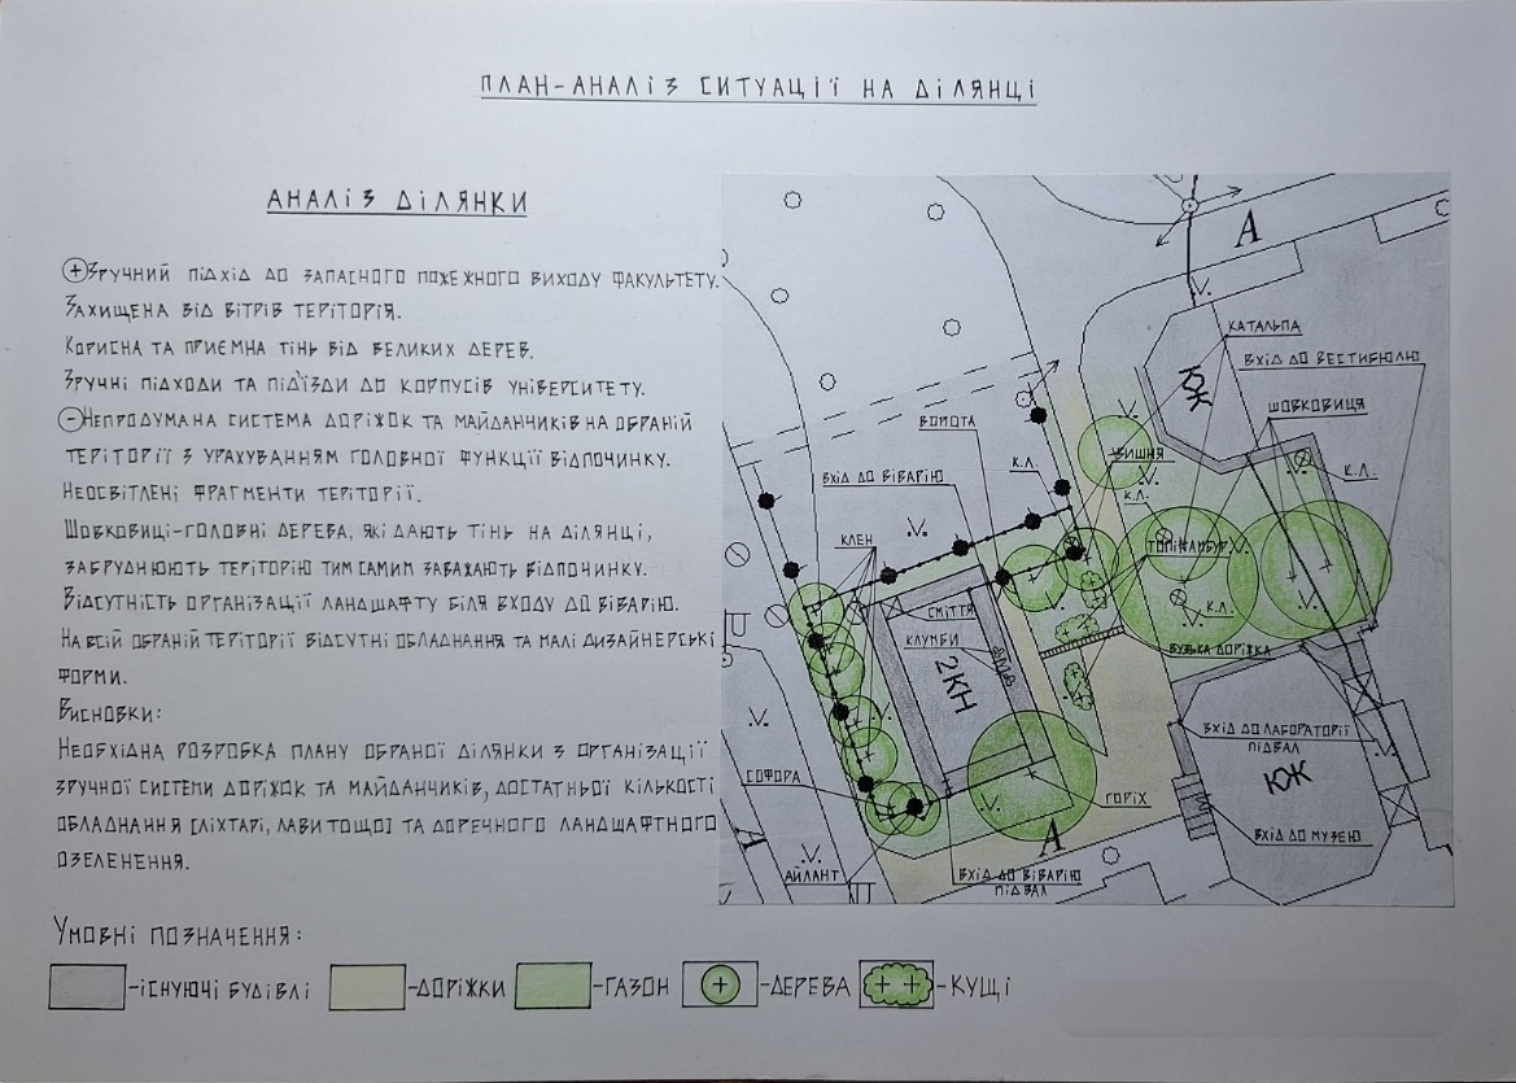 ПЛАН-АНАЛІЗ СИТУАЦІЇ НА ДІЛЯНЦІ
АНАЛІЗ ДІЛЯНКИ
+ Зручний підхід до запасного пожежного виходу факультету.
Захищена від вітрів територія.
Корисна та приємна тінь від великих дерев.
Зручні підходи та під'їзди до корпусів університету.
- Непродумана система доріжок та майданчиків на обраній
території з урахуванням головної функції відпочинку.
Неосвітлені фрагменти території.
Шовковиці-головні дерева, які дають тінь на ділянці,
забруднюють територію тим самим заважають відпочинку.
Відсутність організації ландшафту біля входу до віварію.
На всій обраній території відсутні обладнання та малі дизайнерські
форми.
Висновки:
Необхідна розробка плану обраної ділянки з організації
зручної системи доріжок та майданчиків, достатньої кількості
обладнання [ліхтарі, лави тощо] та доречного ландшафтного
озеленення.
Умовні позначення:
-існуючі будівлі
-доріжки
-газон
-дерева
-кущі
А
КАТАЛЬПА
ВХІД ДО ВЕСТИБЮЛЮ
КЖ
ШОВКОВИЦЯ
ВОРОТА
ВИШНЯ
К.Л.
К.Л.
ВХІД ДО ВІВАРІЮ
К.Л.
КЛЕН
ТОПІНАМБУР
СМІТТЯ
К.Л.
КЛУМБИ
ВУЗЬКА ДОРІЖКА
2КН
ВХІД ДО ЛАБОРАТОРІЇ
ПІДВАЛ
СОФОРА
КЖ
ГОРІХ
А
А
ВХІД ДО МУЗЕЮ
АЙЛАНТ
ВХІД ДО ВІВАРІЮ
ПІДВАЛ